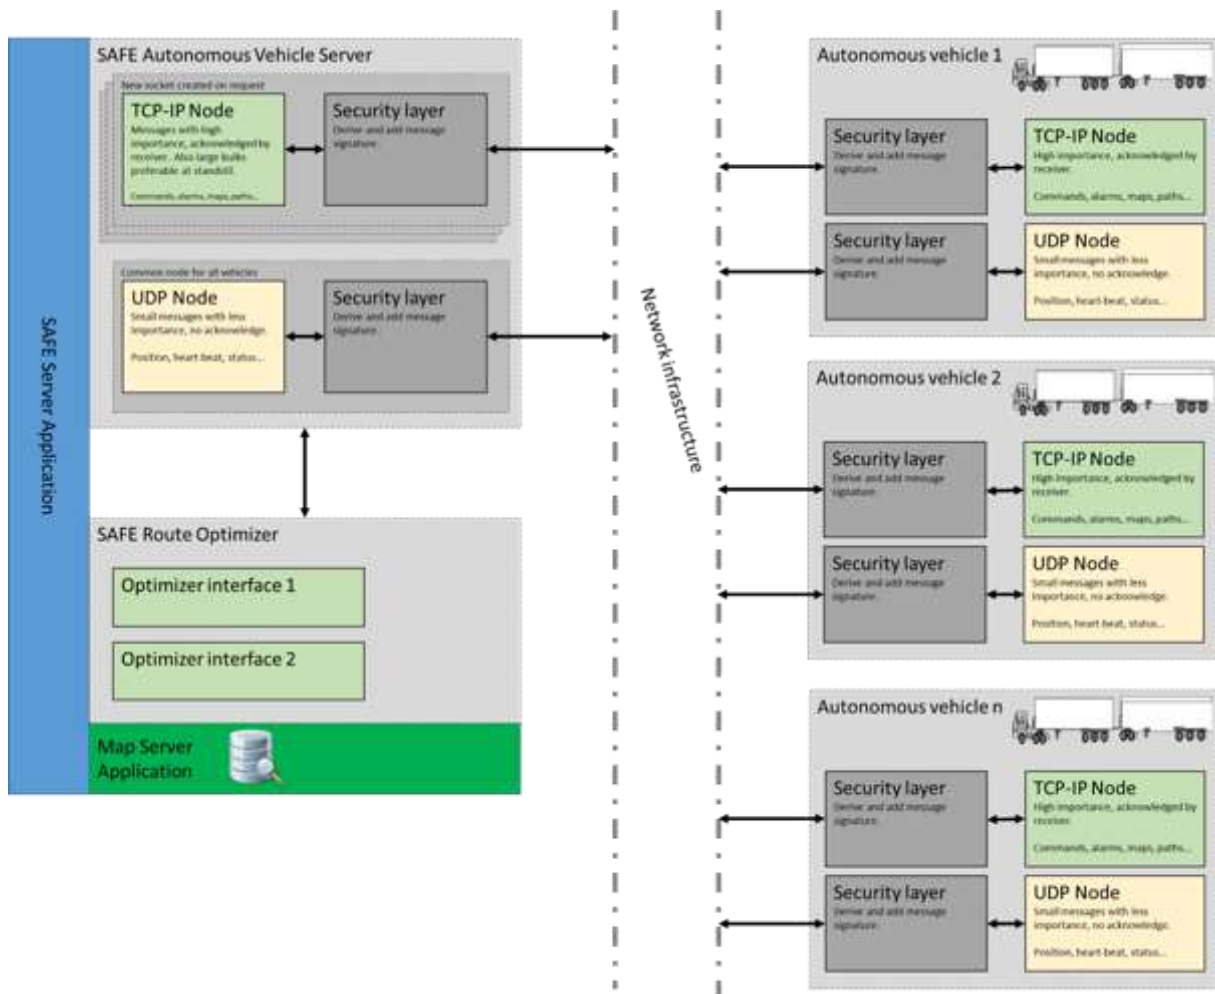 SAFE Server Application
SAFE Autonomous Vehicle Server
New socket created on request
TCP-IP Node
Messages with high
importance, acknowledged by
receiver. Also large bulks
preferable at standstill.
Commands, alarms, maps, paths...
Security layer
Derive and add message
signature.
Common node for all vehicles
UDP Node
Small messages with less
importance, no acknowledge.
Position, heart-beat, status...
Security layer
Derive and add message
signature.
SAFE Route Optimizer
Optimizer interface 1
Optimizer interface 2
Map Server
Application
Network infrastructure
Autonomous vehicle 1
Security layer
Derive and add message
signature.
TCP-IP Node
High importance, acknowledged by
receiver.
Commands, alarms, maps, paths...
Security layer
Derive and add message
signature.
UDP Node
Small messages with less
importance, no acknowledge.
Position, heart-beat, status...
Autonomous vehicle 2
Security layer
Derive and add message
signature.
TCP-IP Node
High importance, acknowledged by
receiver.
Commands, alarms, maps, paths...
Security layer
Derive and add message
signature.
UDP Node
Small messages with less
importance, no acknowledge.
Position, heart-beat, status...
Autonomous vehicle n
Security layer
Derive and add message
signature.
TCP-IP Node
High importance, acknowledged by
receiver.
Commands, alarms, maps, paths...
Security layer
Derive and add message
signature.
UDP Node
Small messages with less
importance, no acknowledge.
Position, heart-beat, status...